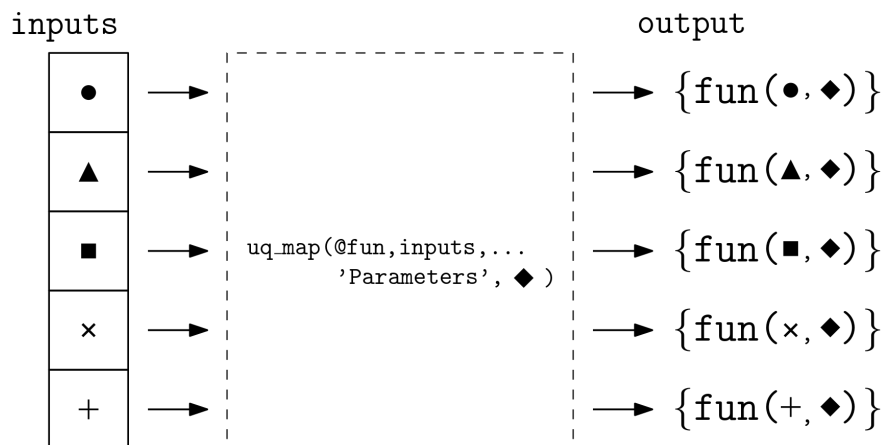 inputs
output
● {fun(●,◆)}
▲ {fun(▲,◆)}
■ uq_map(@fun,inputs,...
'Parameters', ◆ )
{fun(■,◆)}
× {fun(×,◆)}
+ {fun(+,◆)}